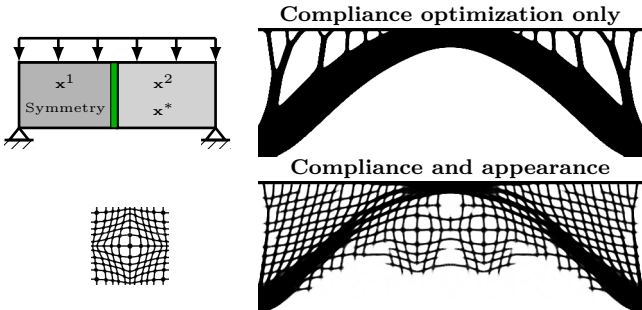 Compliance optimization only
x¹ x²
Symmetry x*
Compliance and appearance